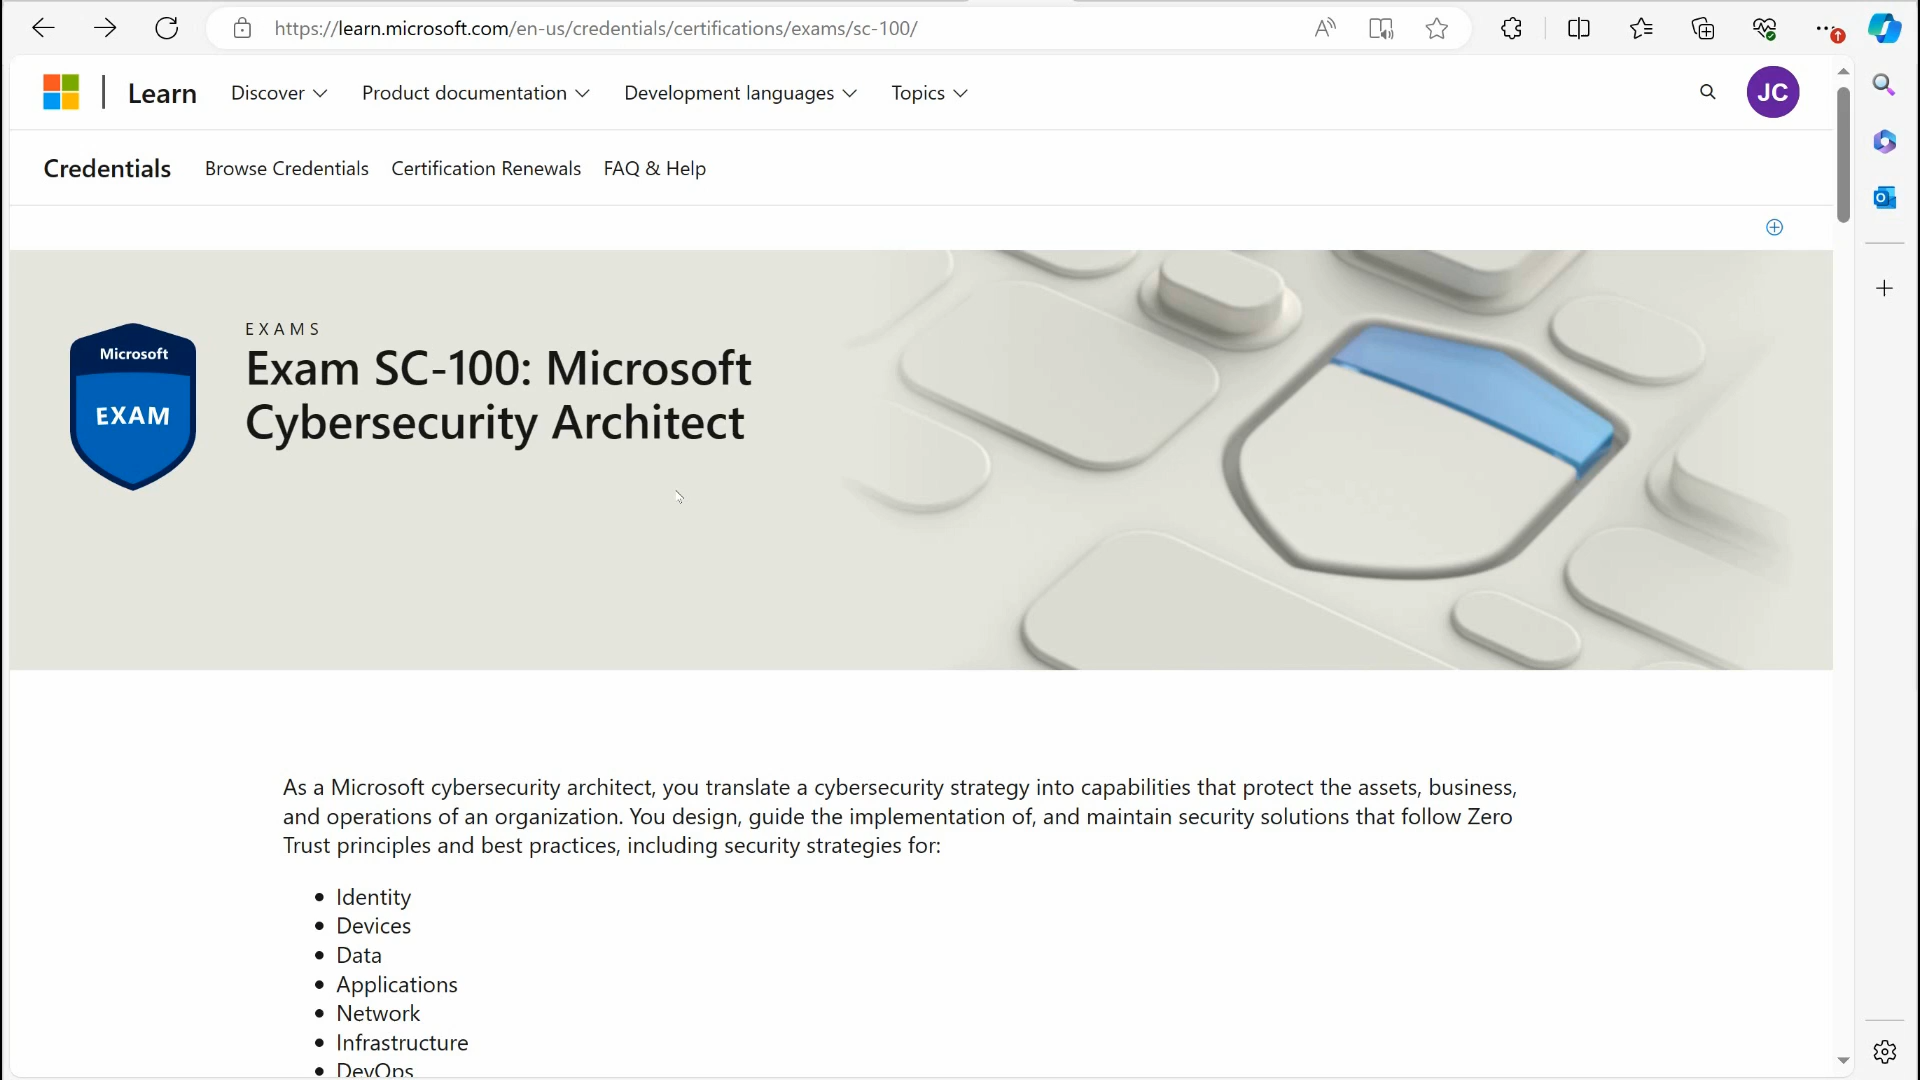 https://learn.microsoft.com/en-us/credentials/certifications/exams/sc-100/
Learn Discover Product documentation Development languages Topics JC
Credentials Browse Credentials Certification Renewals FAQ & Help
EXAMS
Exam SC-100: Microsoft
Cybersecurity Architect
Microsoft
EXAM
As a Microsoft cybersecurity architect, you translate a cybersecurity strategy into capabilities that protect the assets, business,
and operations of an organization. You design, guide the implementation of, and maintain security solutions that follow Zero
Trust principles and best practices, including security strategies for:
• Identity
• Devices
• Data
• Applications
• Network
• Infrastructure
• DevOps